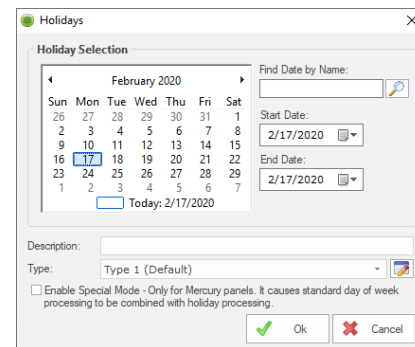 Holidays
Holiday Selection
February 2020
Sun Mon Tue Wed Thu Fri Sat
26 27 28 29 30 31 1
2 3 4 5 6 7 8
9 10 11 12 13 14 15
16 17 18 19 20 21 22
23 24 25 26 27 28 29
1 2 3 4 5 6 7
Today: 2/17/2020
Find Date by Name:
Start Date:
2/17/2020
End Date:
2/17/2020
Description:
Type: Type 1 (Default)
Enable Special Mode - Only for Mercury panels. It causes standard day of week
processing to be combined with holiday processing.
Ok Cancel